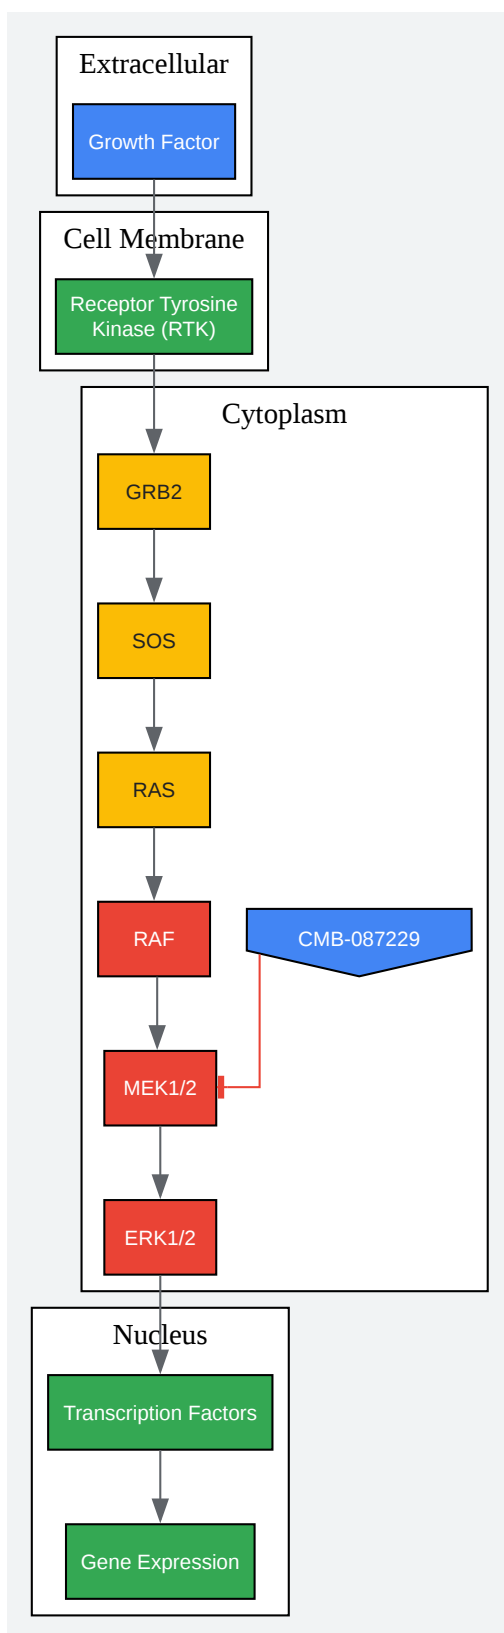 Extracellular
Growth Factor
Cell Membrane
Receptor Tyrosine
Kinase (RTK)
Cytoplasm
GRB2
SOS
RAS
RAF
CMB-087229
MEK1/2
ERK1/2
Nucleus
Transcription Factors
Gene Expression